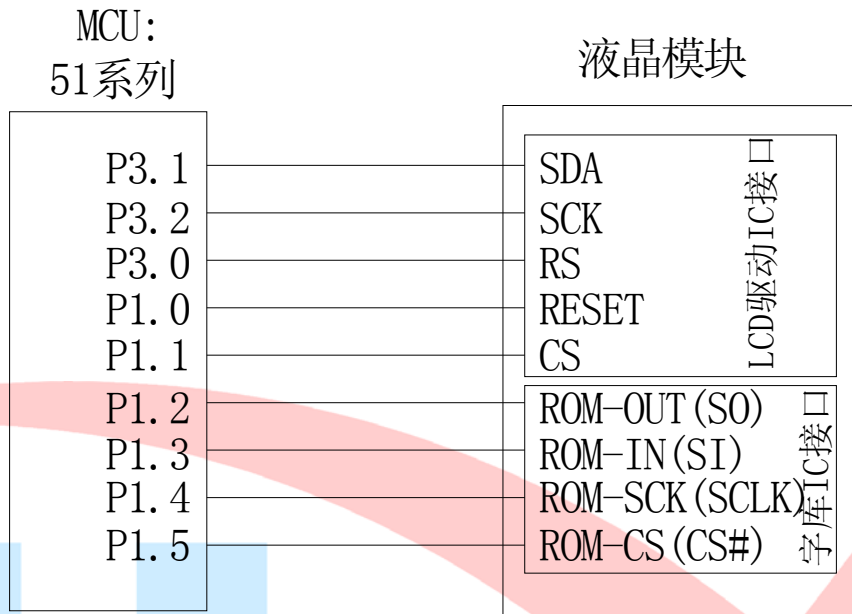 MCU:
51系列
液晶模块
P3.1
SDA
P3.2
SCK
P3.0
RS
P1.0
RESET
P1.1
CS
LCD驱动IC接口
P1.2
ROM-OUT(SO)
P1.3
ROM-IN(SI)
P1.4
ROM-SCK(SCLK)
P1.5
ROM-CS(CS#)
字库IC接口